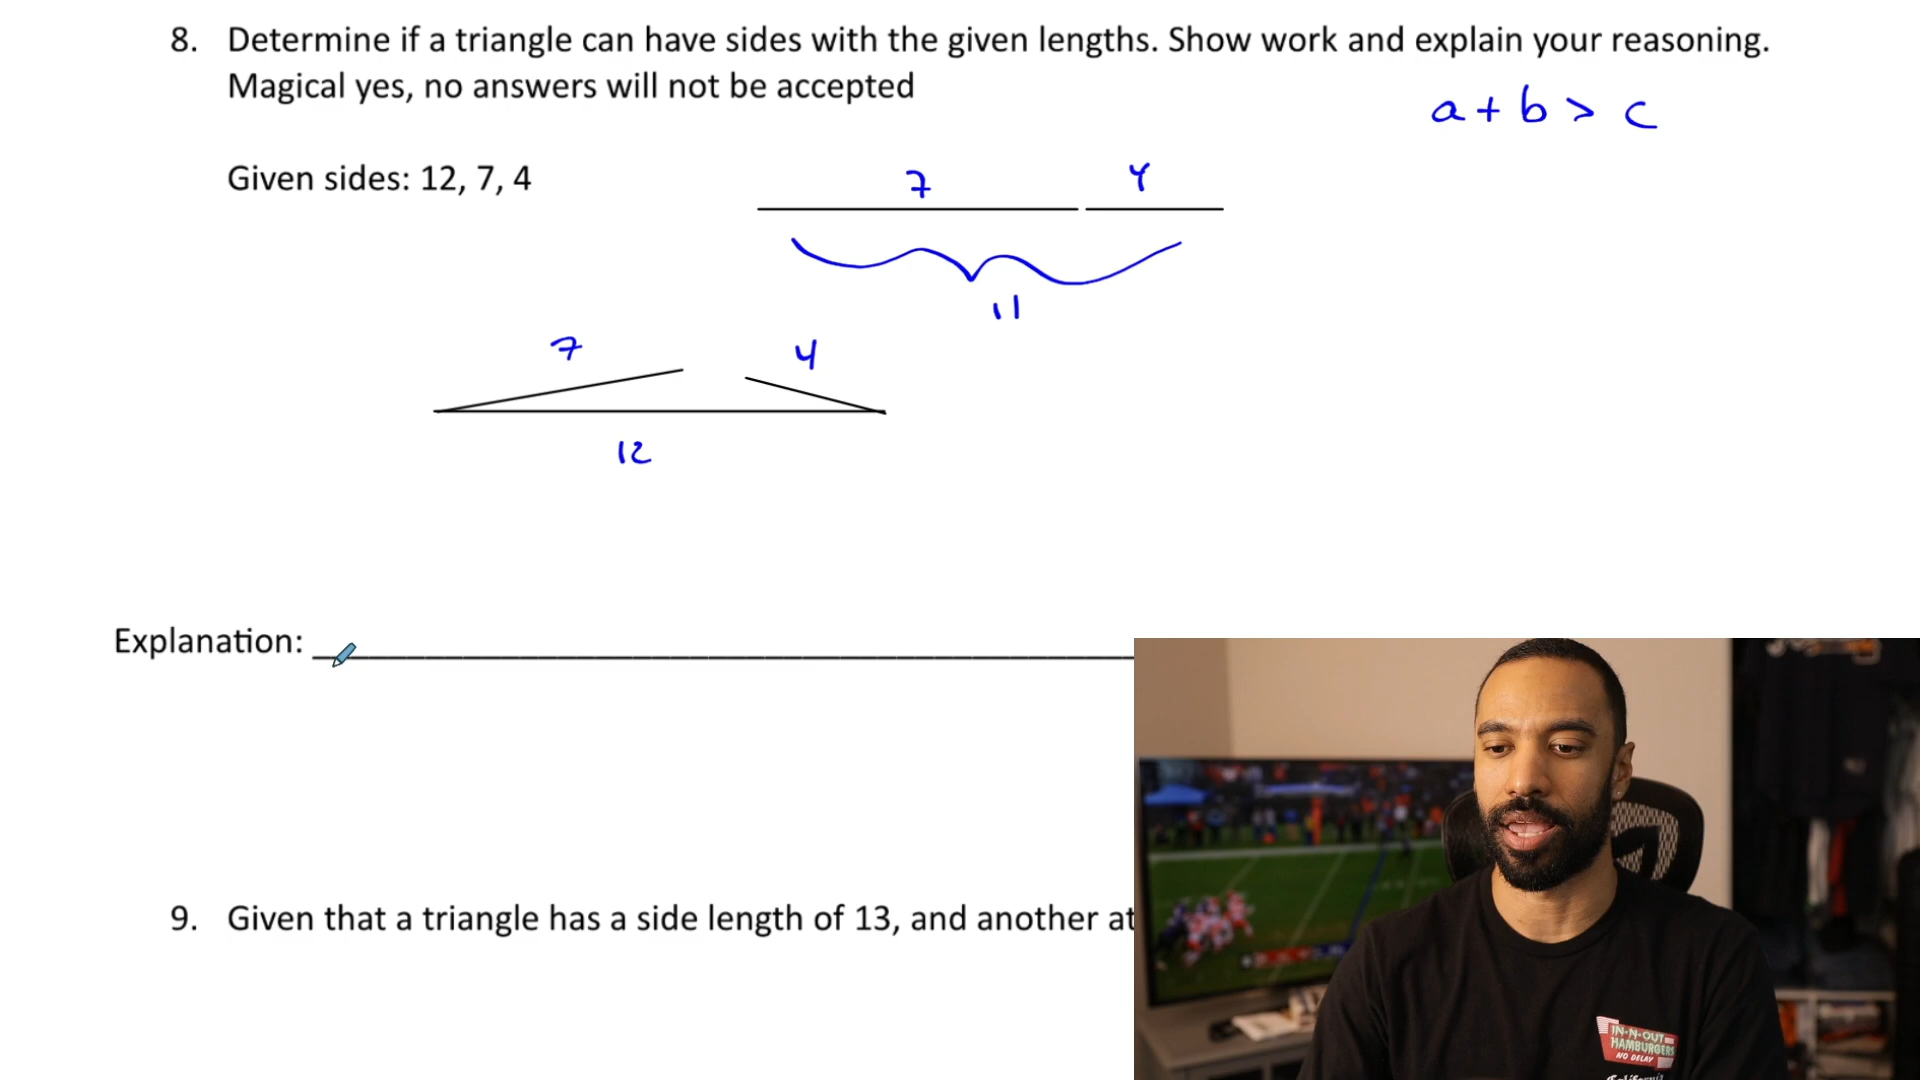 8. Determine if a triangle can have sides with the given lengths. Show work and explain your reasoning.
Magical yes, no answers will not be accepted
a + b > c
Given sides: 12, 7, 4
7 4
11
7 4
12
Explanation:
9. Given that a triangle has a side length of 13, and another at
IN-N-OUT
HAMBURGERS
NO DELAY
California